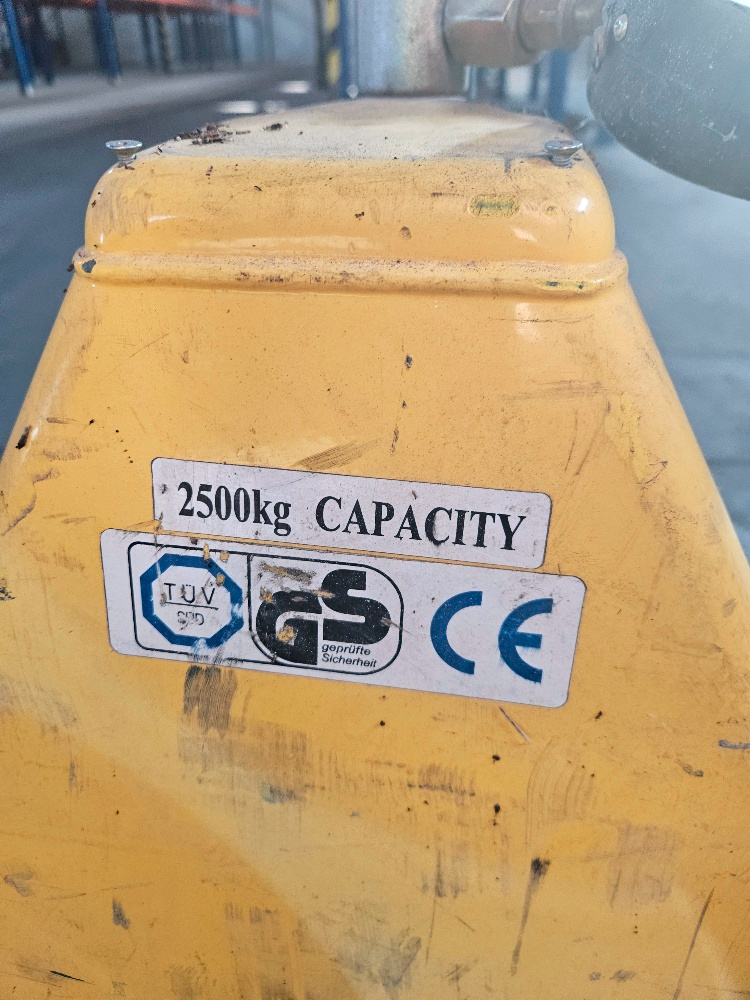 2500kg CAPACITY
TÜV
SÜD
GS
geprüfte
Sicherheit
CE